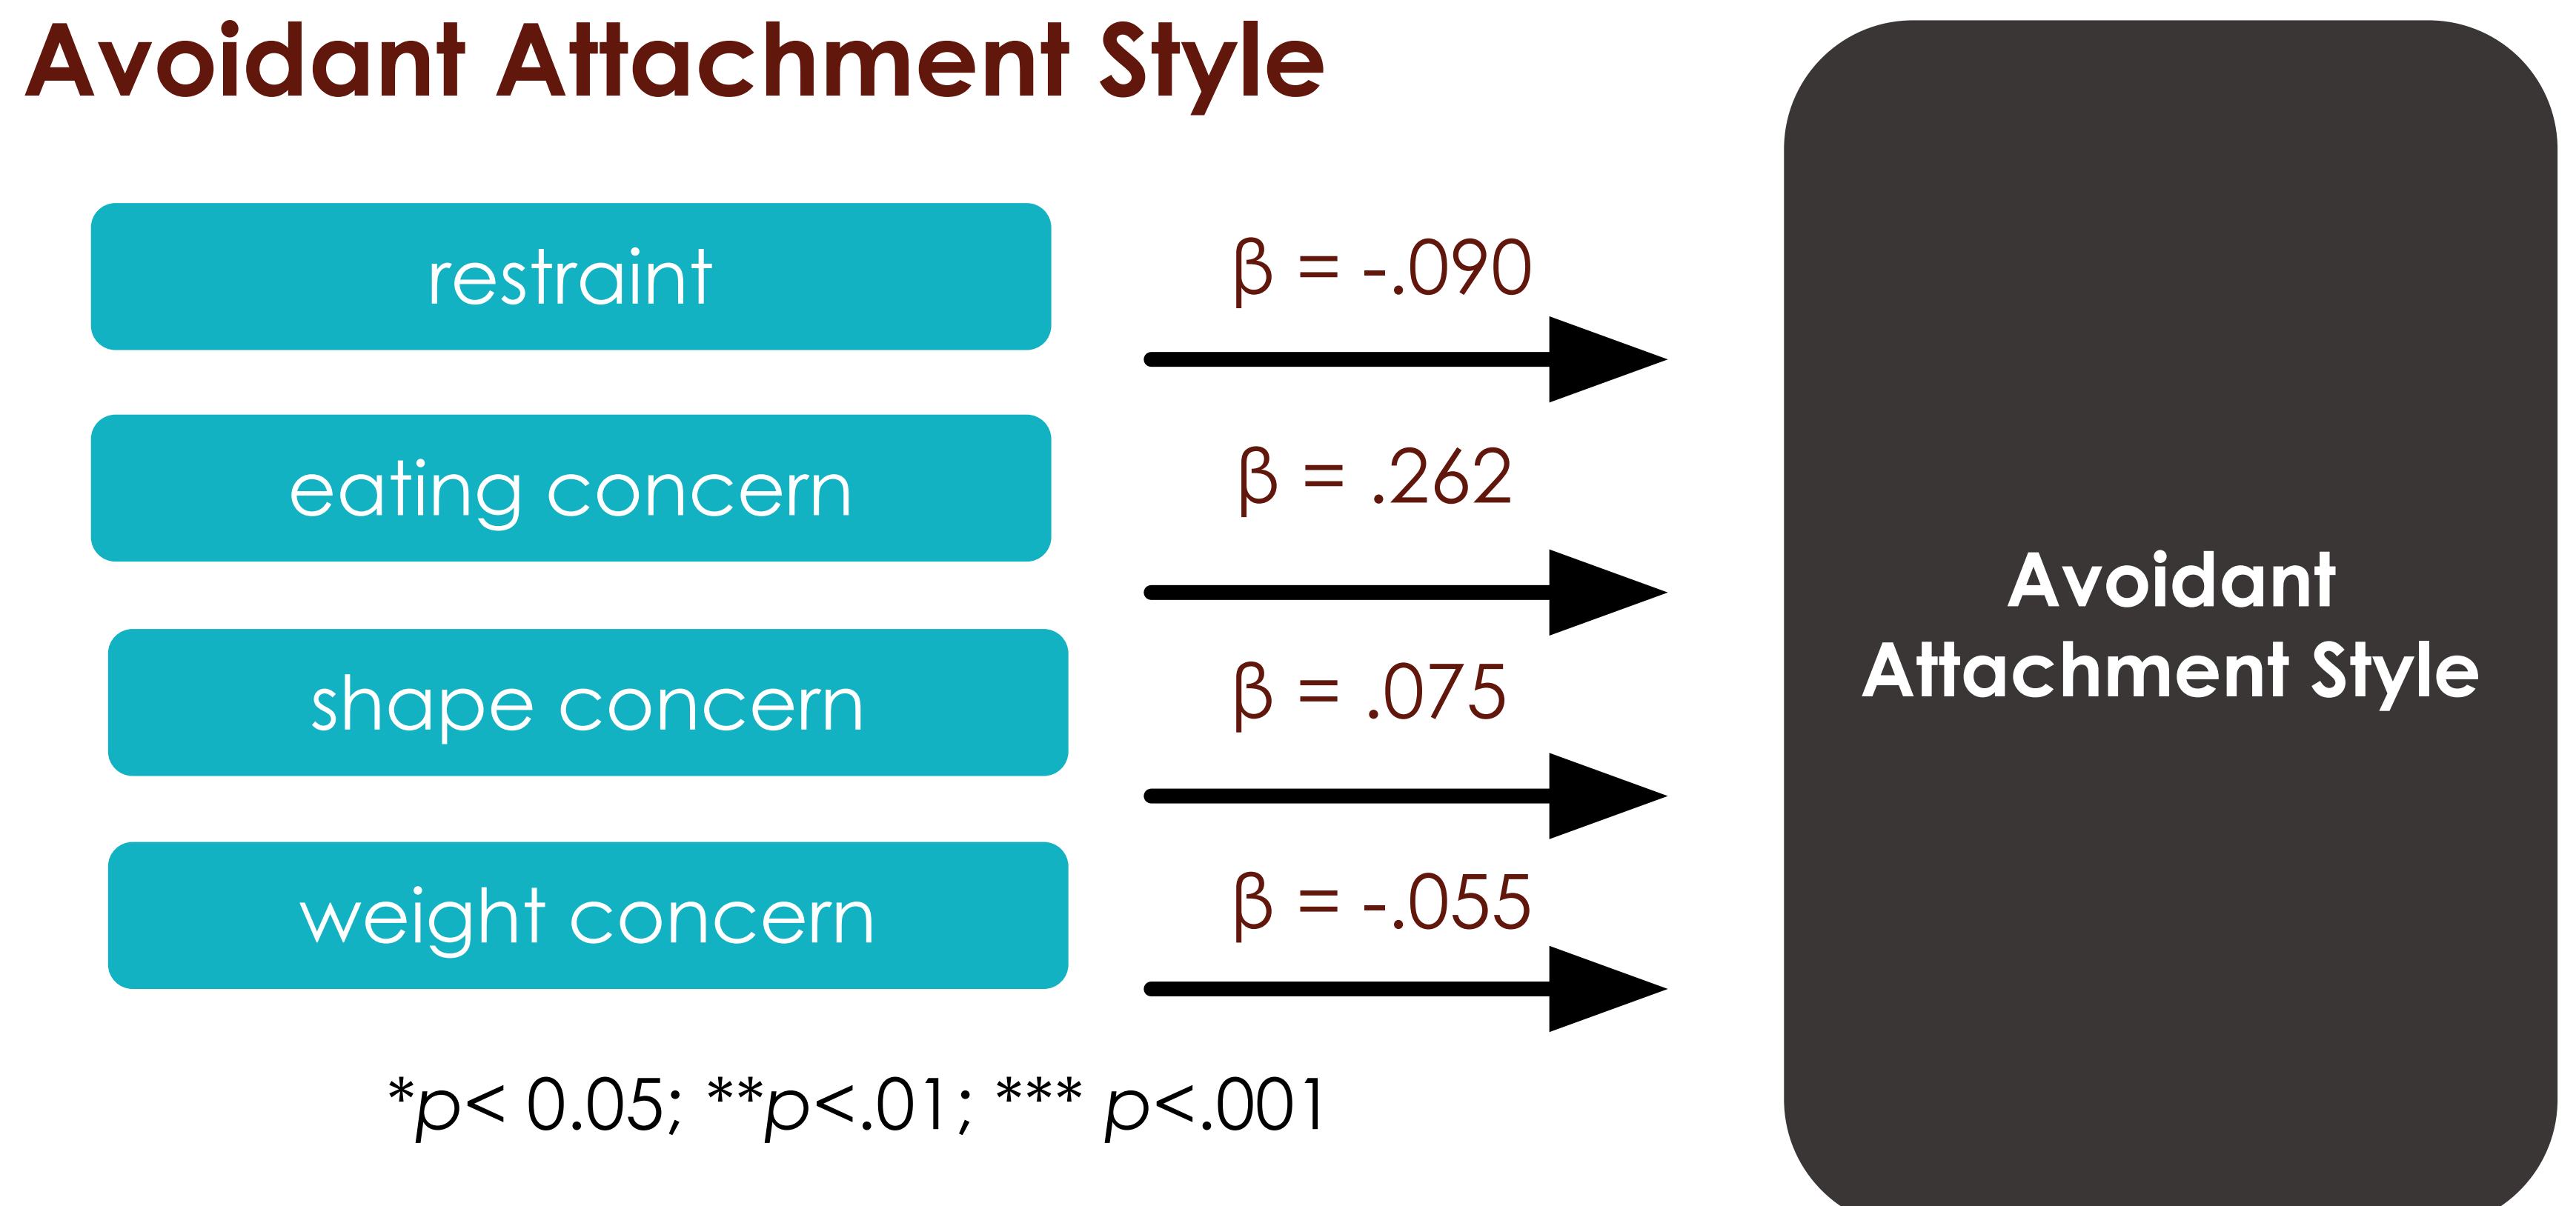 Avoidant Attachment Style
restraint
β = -.090
eating concern
β = .262
shape concern
β = .075
weight concern
β = -.055
Avoidant
Attachment Style
*p< 0.05; **p<.01; *** p<.001